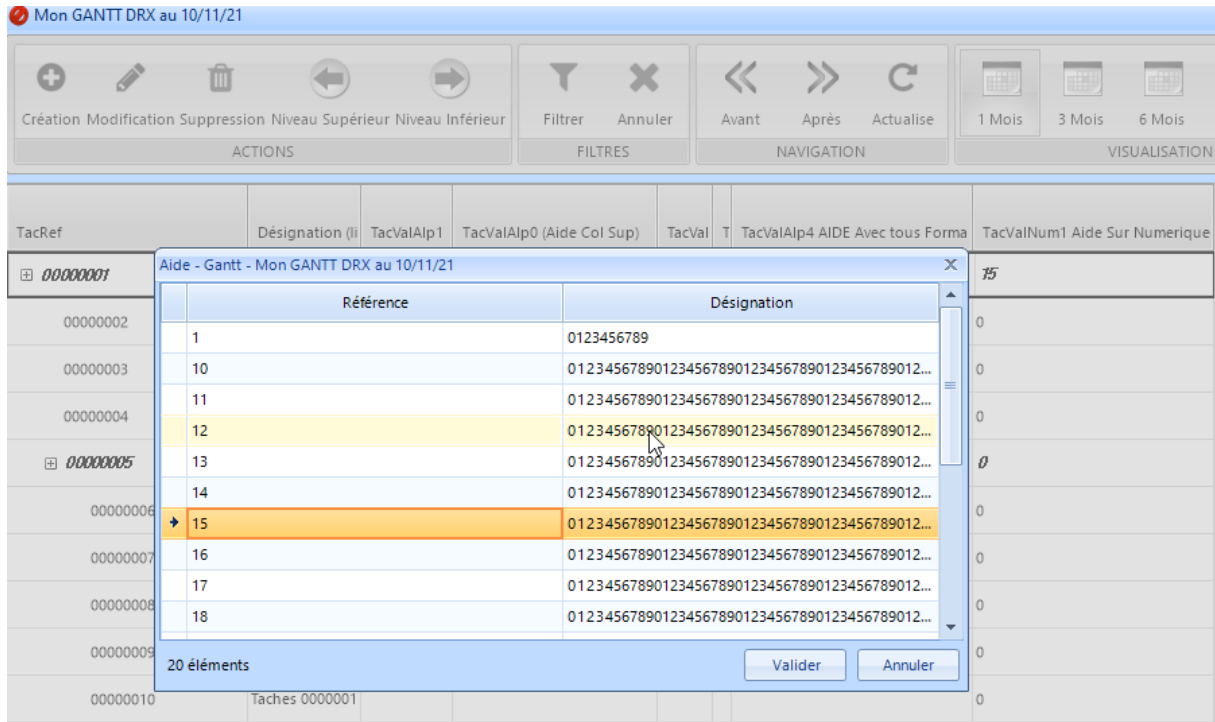 Mon GANTT DRX au 10/11/21
Création Modification Suppression Niveau Supérieur Niveau Inférieur Filtrer Annuler Avant Après Actualise 1 Mois 3 Mois 6 Mois
ACTIONS FILTRES NAVIGATION VISUALISATION
TacRef Désignation (li TacValAlp1 TacValAlp0 (Aide Col Sup) TacVal T TacValAlp4 AIDE Avec tous Forma TacValNum1 Aide Sur Numerique
00000001 15
Aide - Gantt - Mon GANTT DRX au 10/11/21
Référence Désignation
00000002 0
1 0123456789
00000003 0
10 0123456789012345678901234567890123456789012...
11 0123456789012345678901234567890123456789012...
00000004 0
12 0123456789012345678901234567890123456789012...
00000005 0
13 0123456789012345678901234567890123456789012...
14 0123456789012345678901234567890123456789012...
00000006 0
15 0123456789012345678901234567890123456789012...
00000007 0
16 0123456789012345678901234567890123456789012...
17 0123456789012345678901234567890123456789012...
00000008 0
18 0123456789012345678901234567890123456789012...
00000009 0
20 éléments Valider Annuler
00000010 Taches 0000001 0